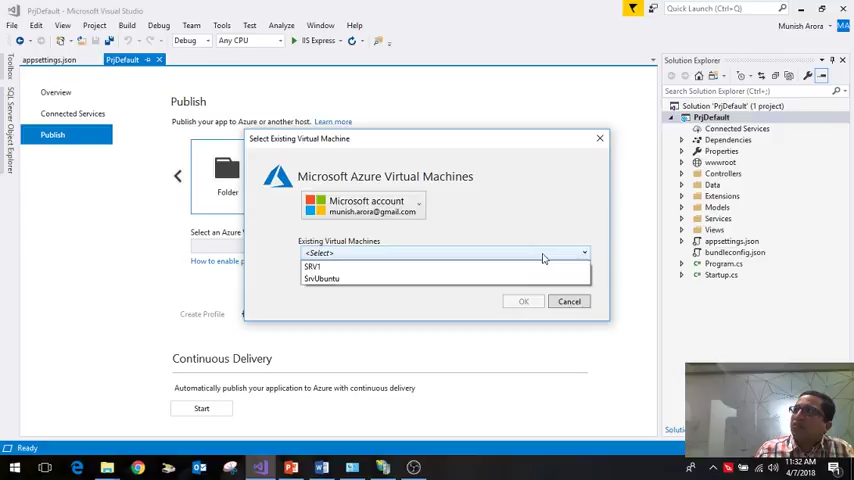 PrjDefault - Microsoft Visual Studio
Quick Launch (Ctrl+Q)
File Edit View Project Build Debug Team Tools Test Analyze Window Help
Munish Arora
MA
Debug Any CPU IIS Express
Toolbox
SQL Server Object Explorer
appsettings.json PrjDefault
Overview
Connected Services
Publish
Publish
Publish your app to Azure or another host. Learn more
Folder
Select an Azure V
How to enable
Create Profile
Continuous Delivery
Automatically publish your application to Azure with continuous delivery
Start
Select Existing Virtual Machine
Microsoft Azure Virtual Machines
Microsoft account
munish.arora@gmail.com
Existing Virtual Machines
<Select>
SRV1
SrvUbuntu
OK Cancel
Solution Explorer
Search Solution Explorer (Ctrl+;)
Solution 'PrjDefault' (1 project)
PrjDefault
Connected Services
Dependencies
Properties
wwwroot
Controllers
Data
Extensions
Models
Services
Views
appsettings.json
bundleconfig.json
Program.cs
Startup.cs
Ready
11:32 AM
4/7/2018